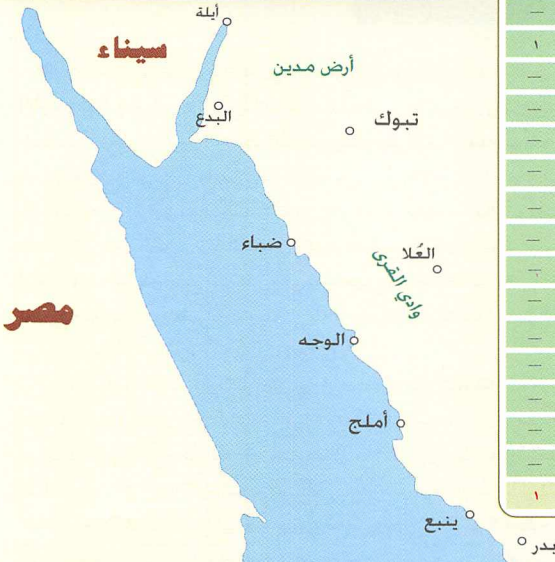 أيلة
سيناء
أرض مدين
البدع
تبوك
ضباء
العُلا
وادي القرى
مصر
الوجه
أملج
ينبع
بدر
—
١
—
—
—
—
—
—
—
—
—
—
—
—
١